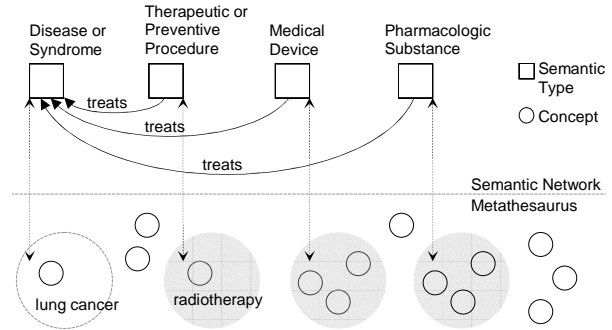 Disease or
Syndrome
Therapeutic or
Preventive
Procedure
Medical
Device
Pharmacologic
Substance
Semantic
Type
Concept
treats
treats
treats
Semantic Network
Metathesaurus
lung cancer
radiotherapy